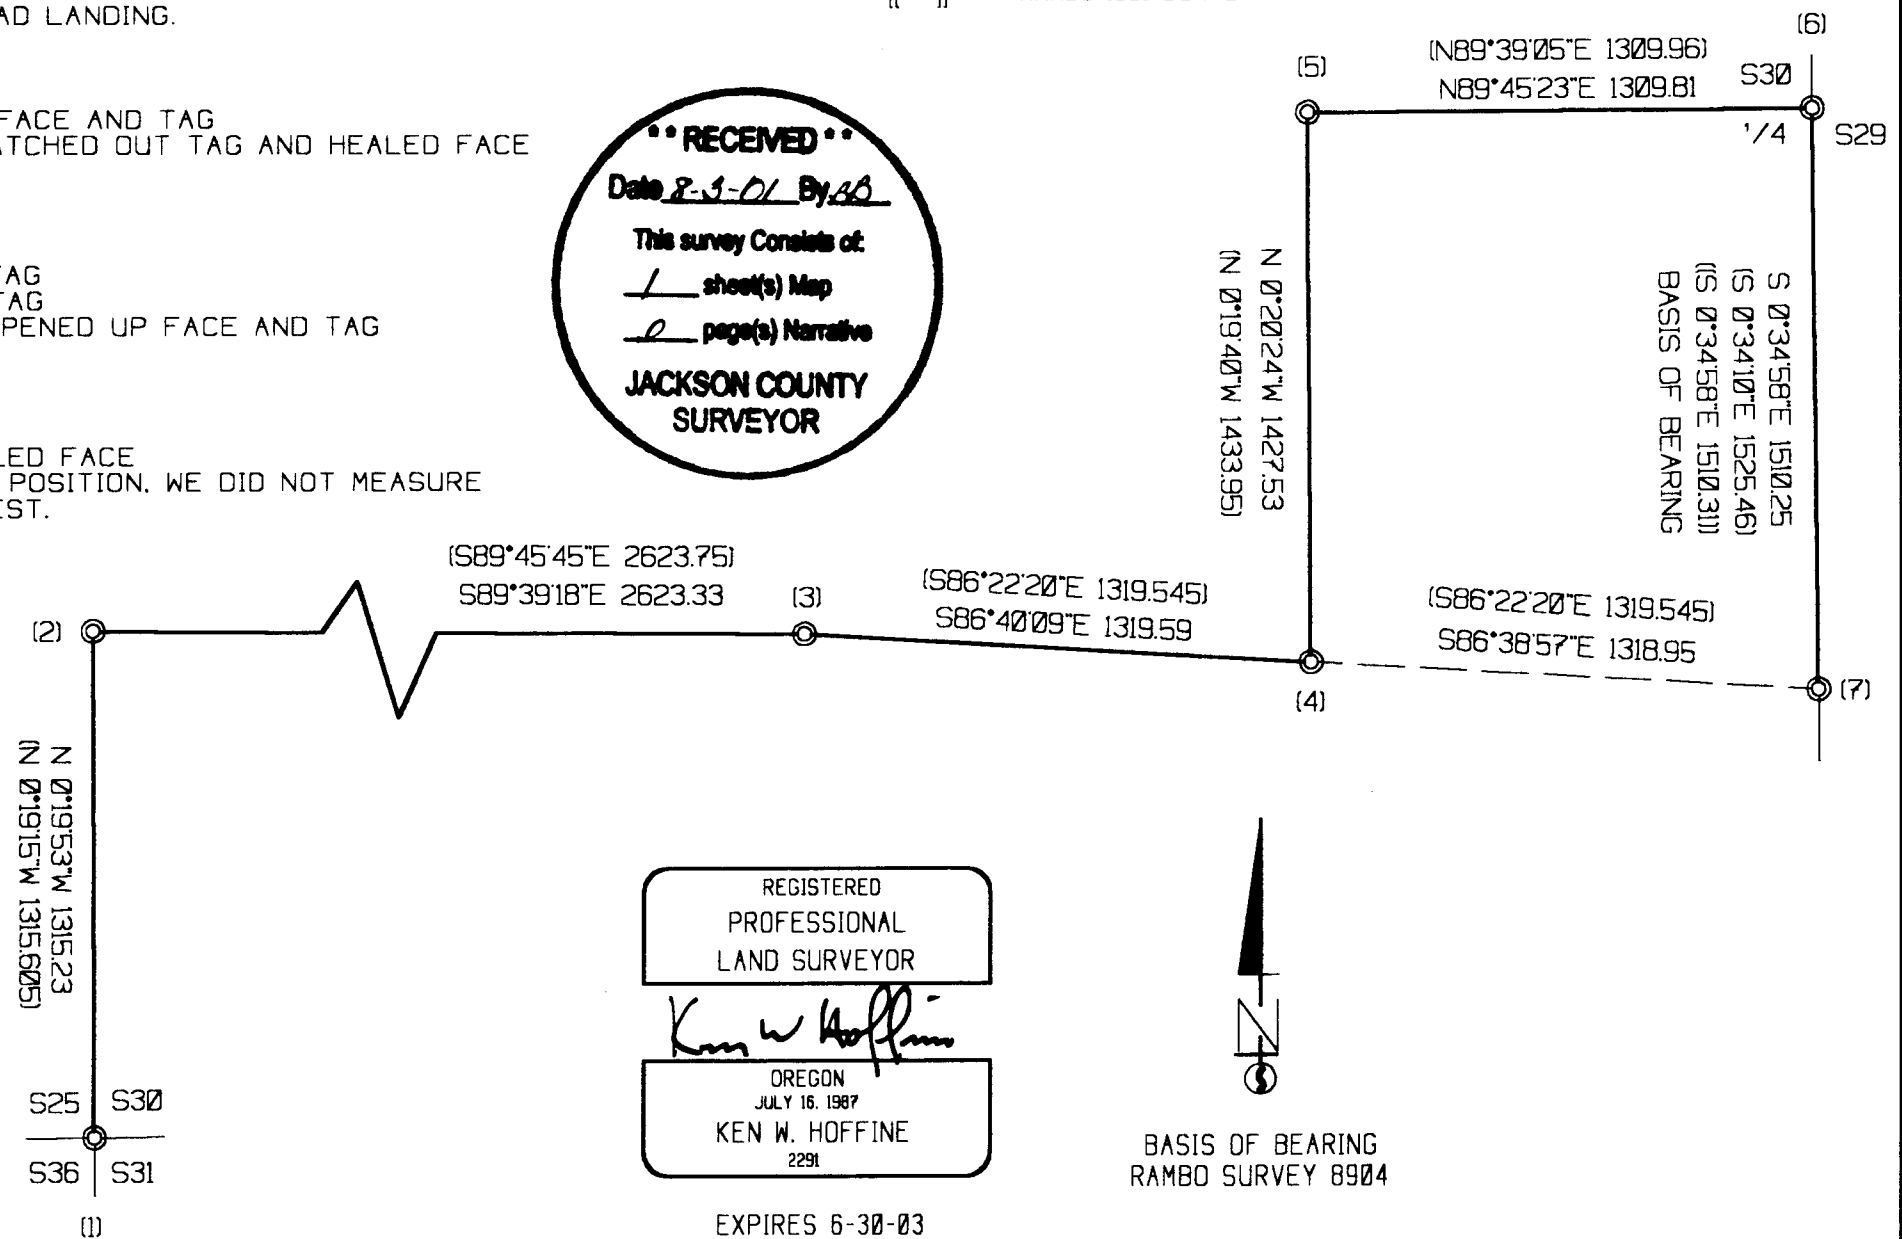 AD LANDING.
FACE AND TAG
ATCHED OUT TAG AND HEALED FACE
TAG
TAG
PENED UP FACE AND TAG
LED FACE
POSITION. WE DID NOT MEASURE
EST.
** RECEIVED **
Date 8-3-01 By
This survey Consists of:
1 sheet(s) Map
0 page(s) Narrative
JACKSON COUNTY
SURVEYOR
(5)
(N89°39'05"E 1309.96)
N89°45'23"E 1309.81
(6)
S30
1/4
S29
N 0°20'24"W 1427.53
(N 0°19'40"W 1433.95)
S 0°34'58"E 1510.25
(S 0°34'10"E 1525.46)
((S 0°34'58"E 1510.31))
BASIS OF BEARING
(2)
(S89°45'45"E 2623.75)
S89°39'18"E 2623.33
(3)
(S86°22'20"E 1319.545)
S86°40'09"E 1319.59
(4)
(S86°22'20"E 1319.545)
S86°38'57"E 1318.95
(7)
N 0°19'53"W 1315.23
(N 0°19'15"W 1315.605)
S25 S30
S36 S31
(1)
REGISTERED
PROFESSIONAL
LAND SURVEYOR
Ken W Hoffine
OREGON
JULY 16, 1987
KEN W. HOFFINE
2291
EXPIRES 6-30-03
N
BASIS OF BEARING
RAMBO SURVEY 8904